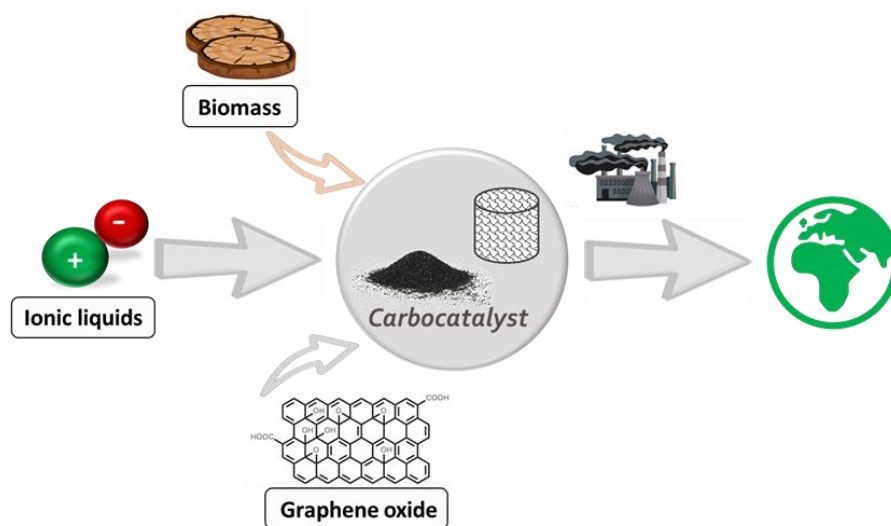 Biomass
−
+
Ionic liquids
Carbocatalyst
COOH
OH O O
HOOC OH OH
O OH
Graphene oxide